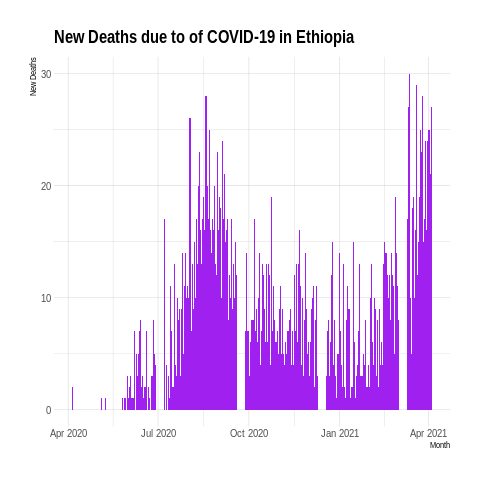 New Deaths due to of COVID-19 in Ethiopia
New Deaths
30
20
10
0
Apr 2020 Jul 2020 Oct 2020 Jan 2021 Apr 2021
Month